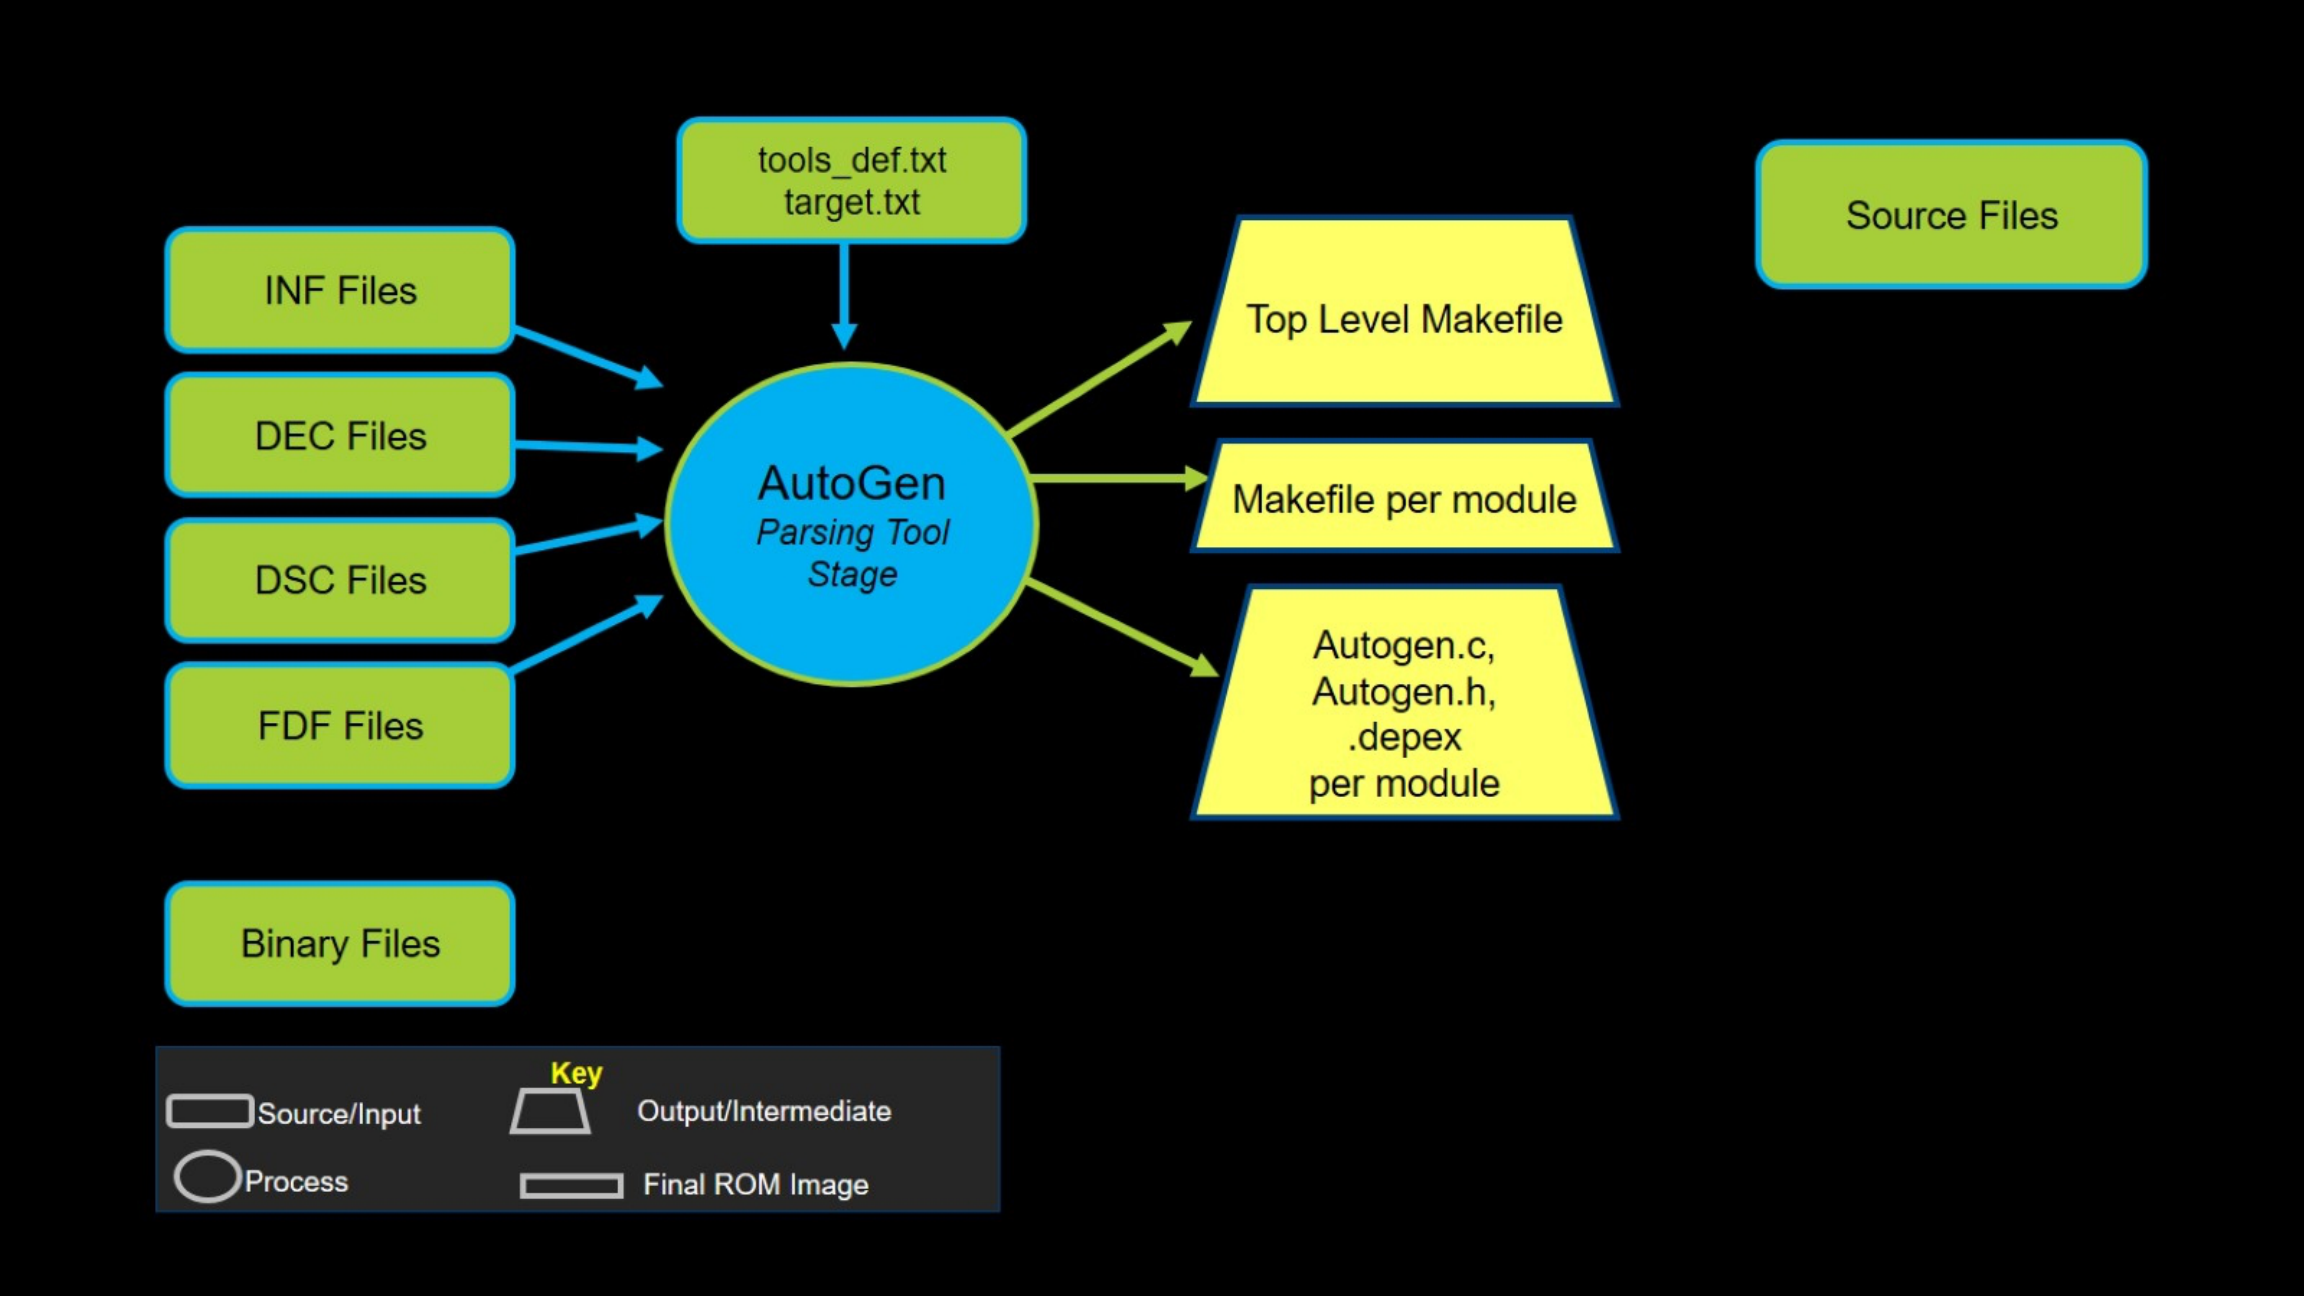 tools_def.txt
target.txt
Source Files
INF Files
DEC Files
DSC Files
FDF Files
Binary Files
AutoGen
Parsing Tool
Stage
Top Level Makefile
Makefile per module
Autogen.c,
Autogen.h,
.depex
per module
Key
Source/Input
Output/Intermediate
Process
Final ROM Image